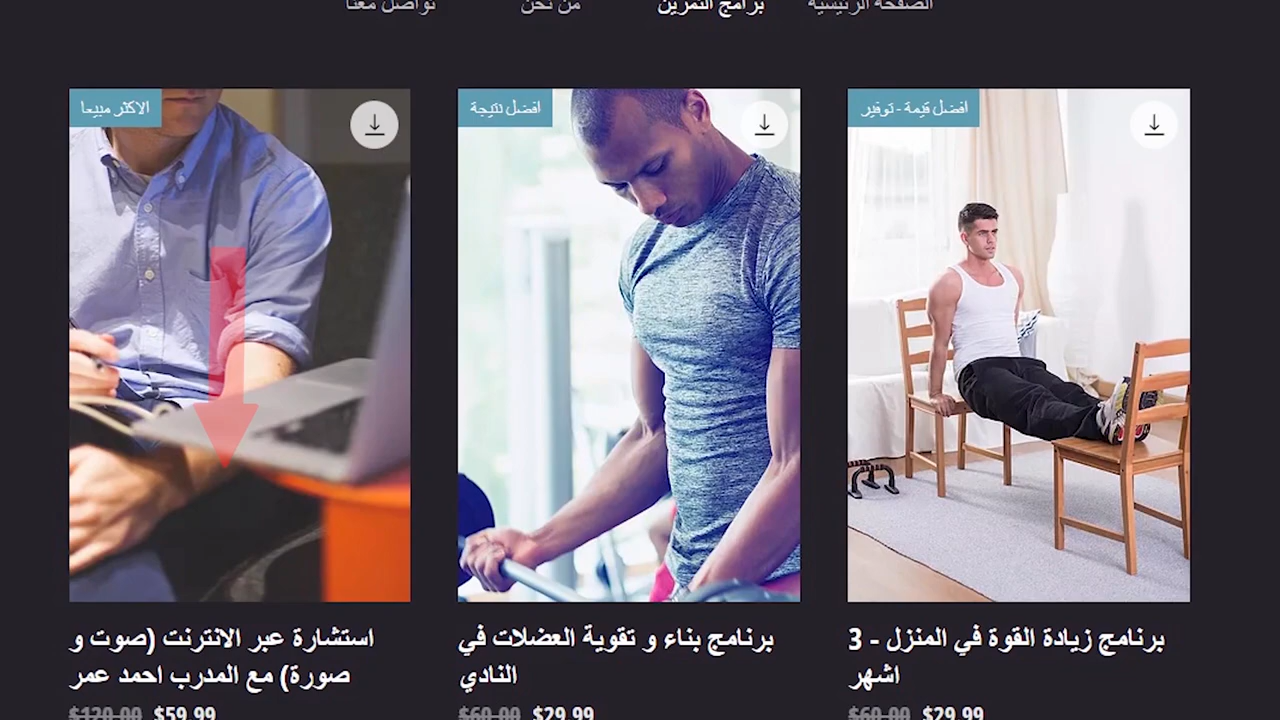 الصفحة الرئيسية
برامج التمرين
من نحن
تواصل معنا
افضل قيمة - توفير
افضل نتيجة
الاكثر مبيعا
برنامج زيادة القوة في المنزل - 3
اشهر
$60.00 $29.99
برنامج بناء و تقوية العضلات في
النادي
$60.00 $29.99
استشارة عبر الانترنت (صوت و
صورة) مع المدرب احمد عمر
$120.00 $59.99